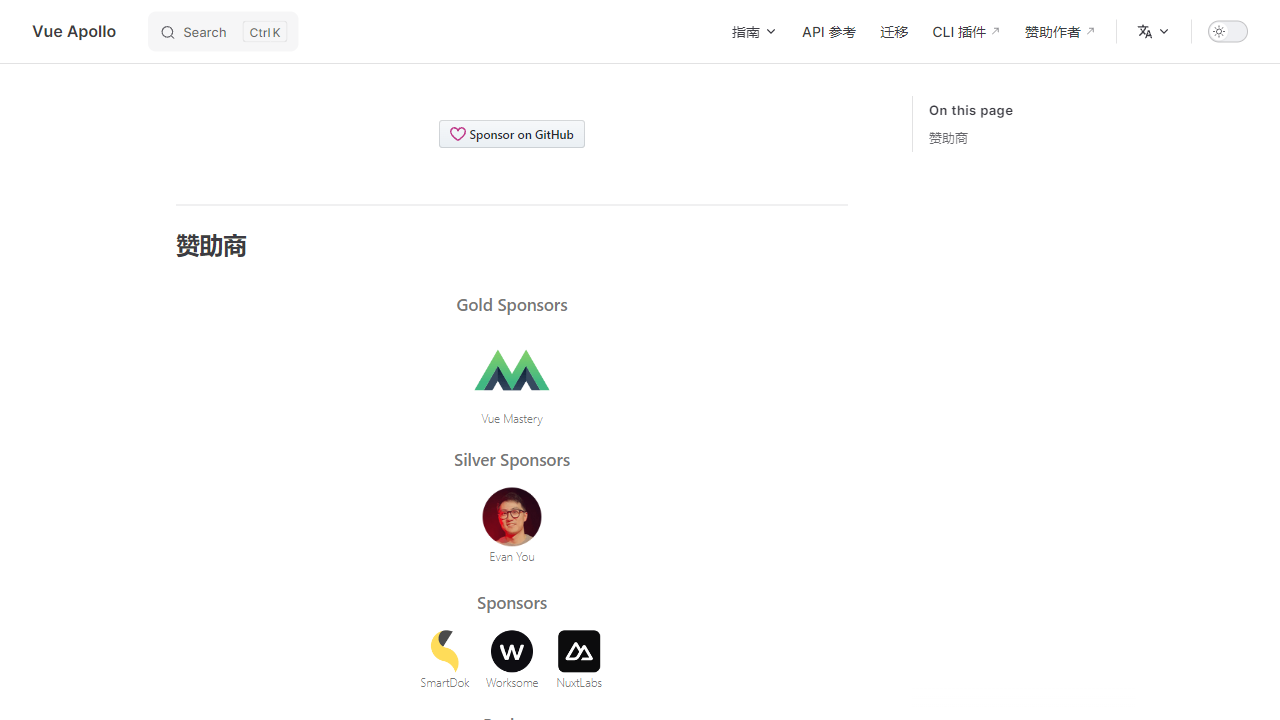 Vue Apollo
Search
Ctrl K
指南
API 参考
迁移
CLI 插件
赞助作者
On this page
赞助商
Sponsor on GitHub
赞助商
Gold Sponsors
Vue Mastery
Silver Sponsors
Evan You
Sponsors
SmartDok Worksome NuxtLabs